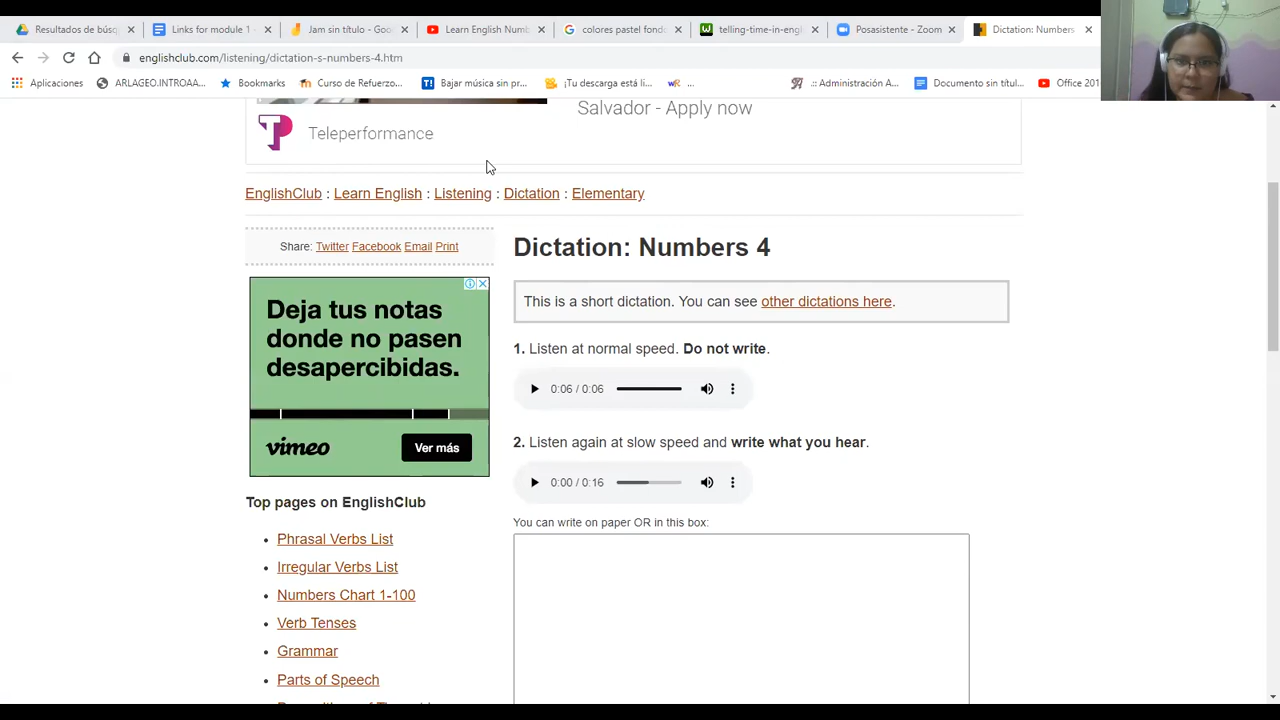 Resultados de búsq
Links for module 1 -
Jam sin título - Goo
Learn English Numb
colores pastel fondo
telling-time-in-engl
Posasistente - Zoom
Dictation: Numbers
englishclub.com/listening/dictation-s-numbers-4.htm
Aplicaciones
ARLAGEO.INTROAA...
Bookmarks
Curso de Refuerzo...
Bajar música sin pr...
¡Tu descarga está li...
...
.:: Administración A...
Documento sin títul...
Office 201
Salvador - Apply now
Teleperformance
EnglishClub : Learn English : Listening : Dictation : Elementary
Share: Twitter Facebook Email Print
Dictation: Numbers 4
Deja tus notas
donde no pasen
desapercibidas.
vimeo
Ver más
This is a short dictation. You can see other dictations here.
1. Listen at normal speed. Do not write.
0:06 / 0:06
2. Listen again at slow speed and write what you hear.
0:00 / 0:16
You can write on paper OR in this box:
Top pages on EnglishClub
Phrasal Verbs List
Irregular Verbs List
Numbers Chart 1-100
Verb Tenses
Grammar
Parts of Speech